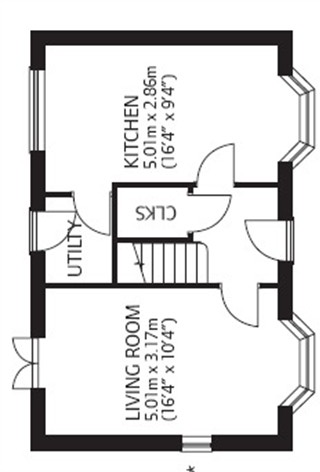 KITCHEN
5.01m x 2.86m
(16'4" x 9'4")
CLKS
UTILTY
LIVING ROOM
5.01m x 3.17m
(16'4" x 10'4")
*